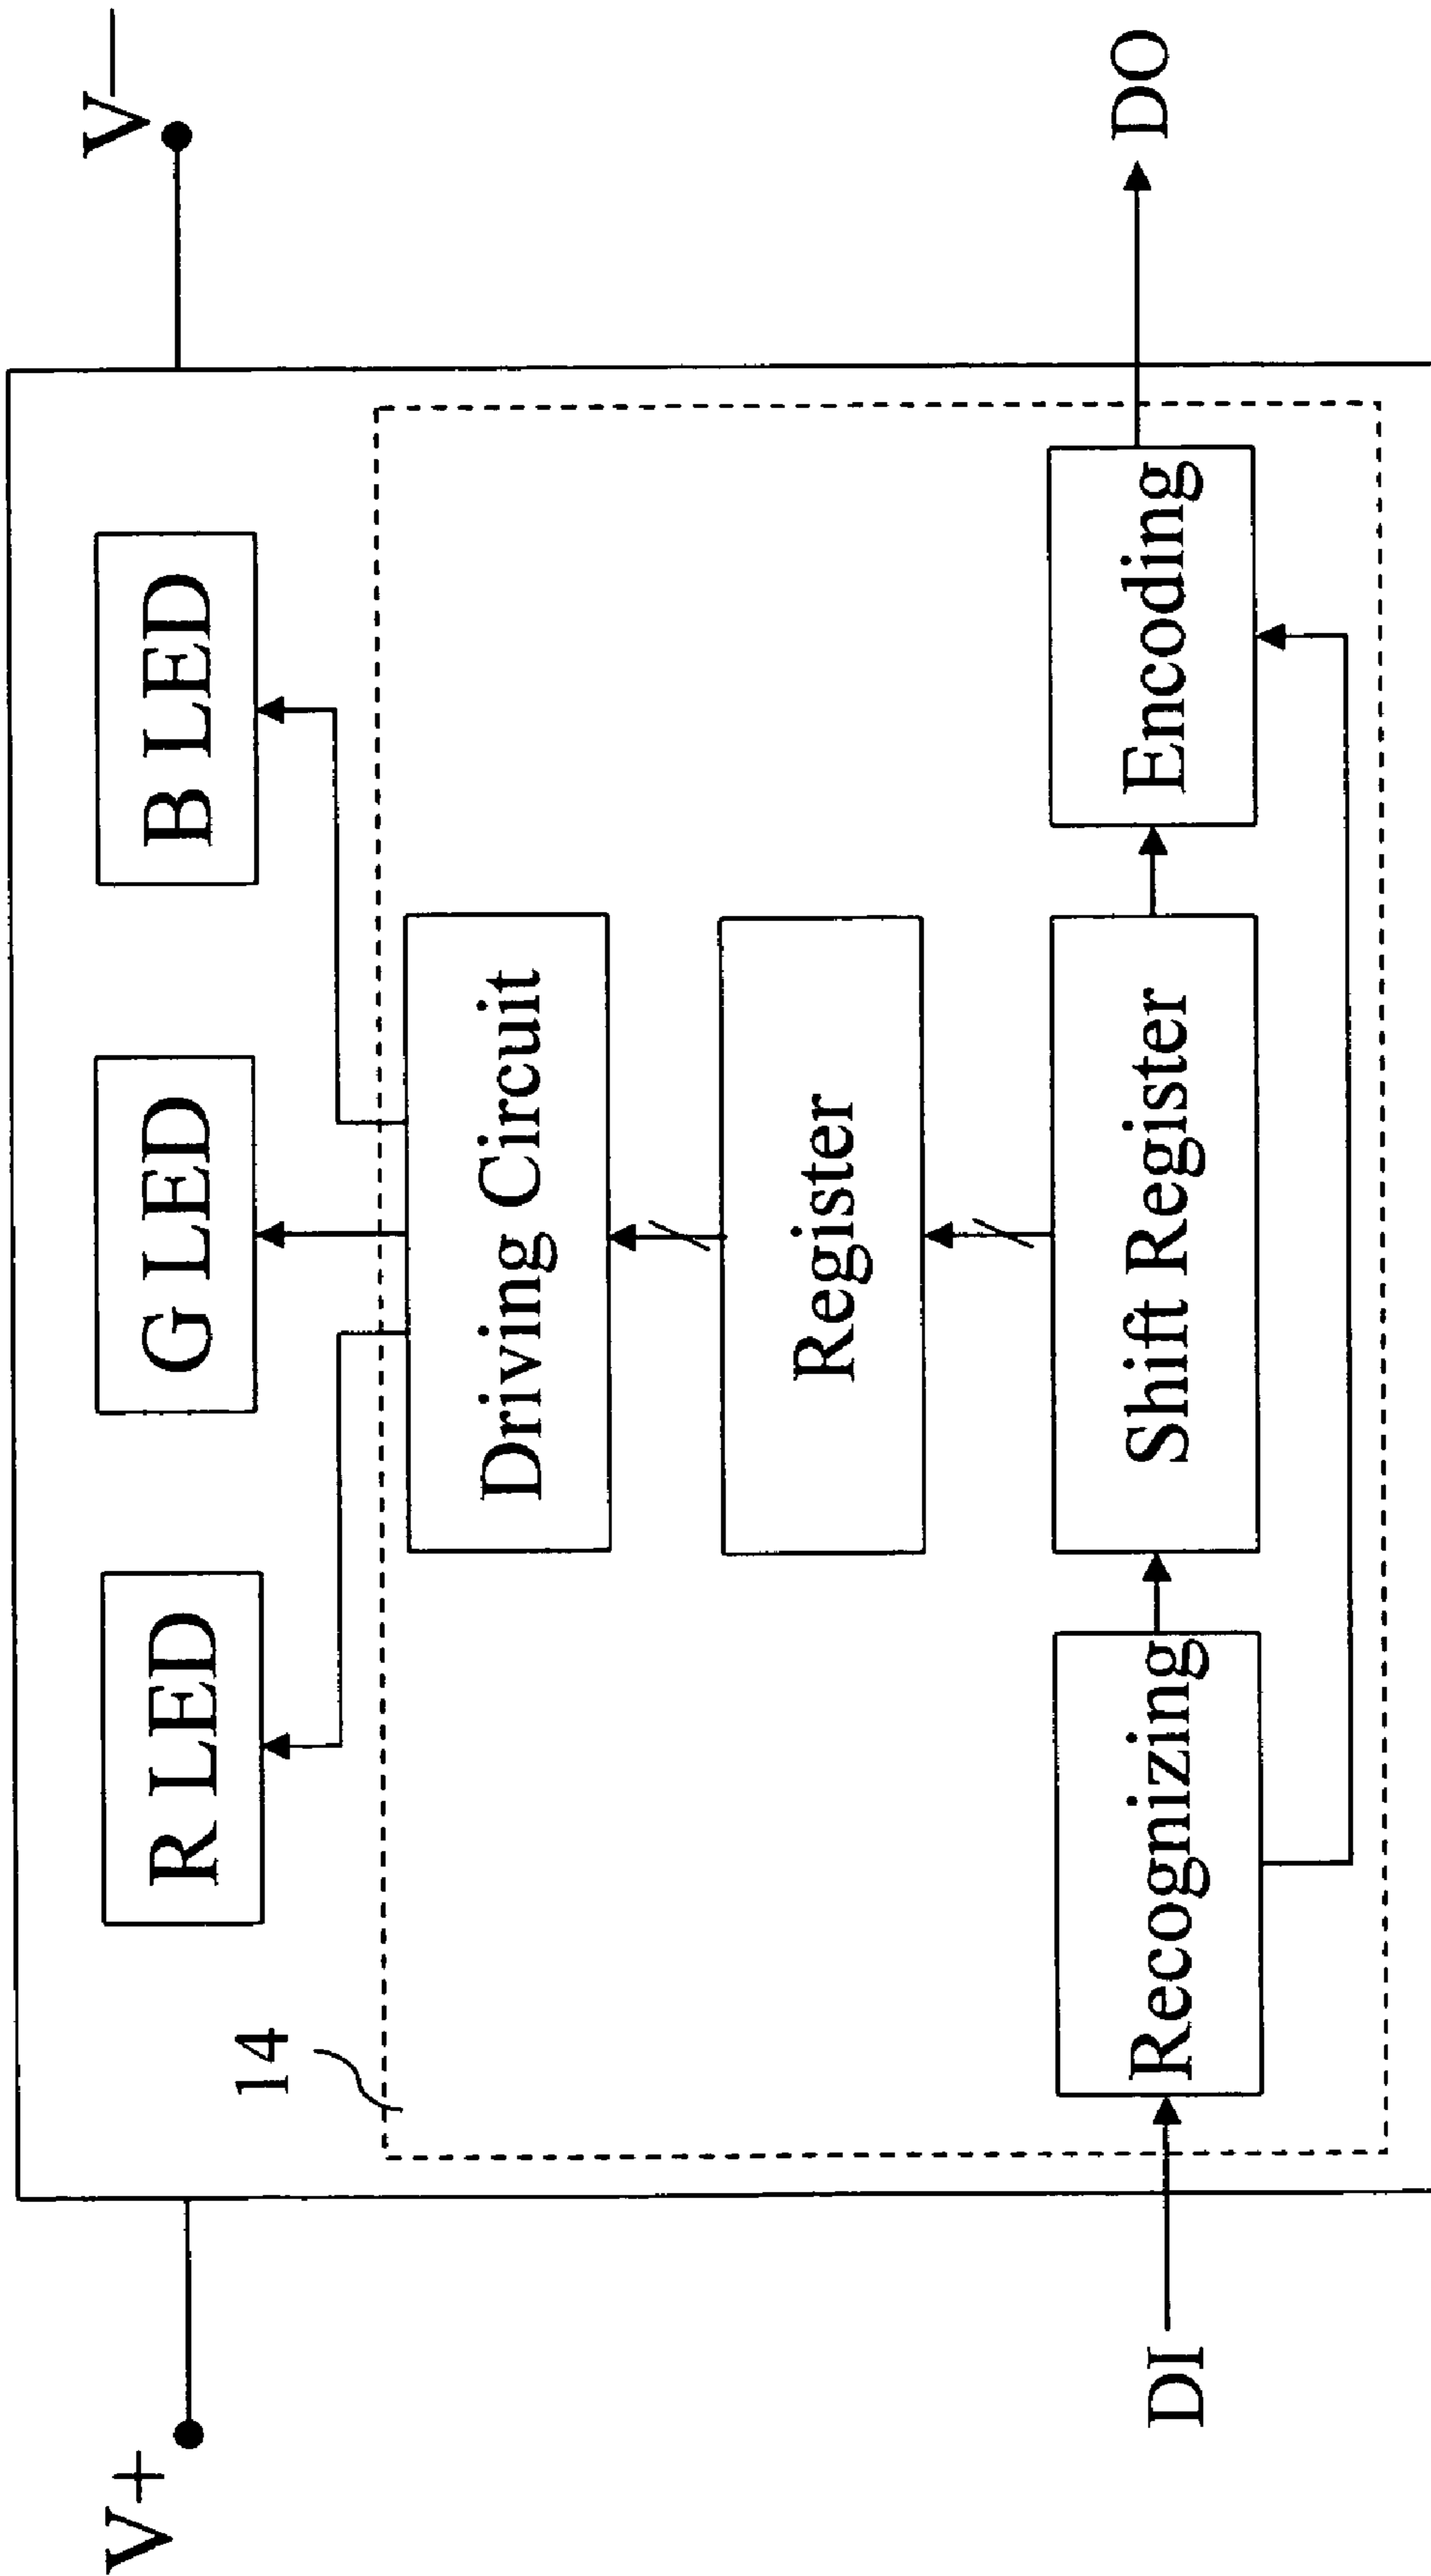 V+
V−
R LED
G LED
B LED
14
Driving Circuit
Register
Recognizing
Shift Register
Encoding
DI
DO